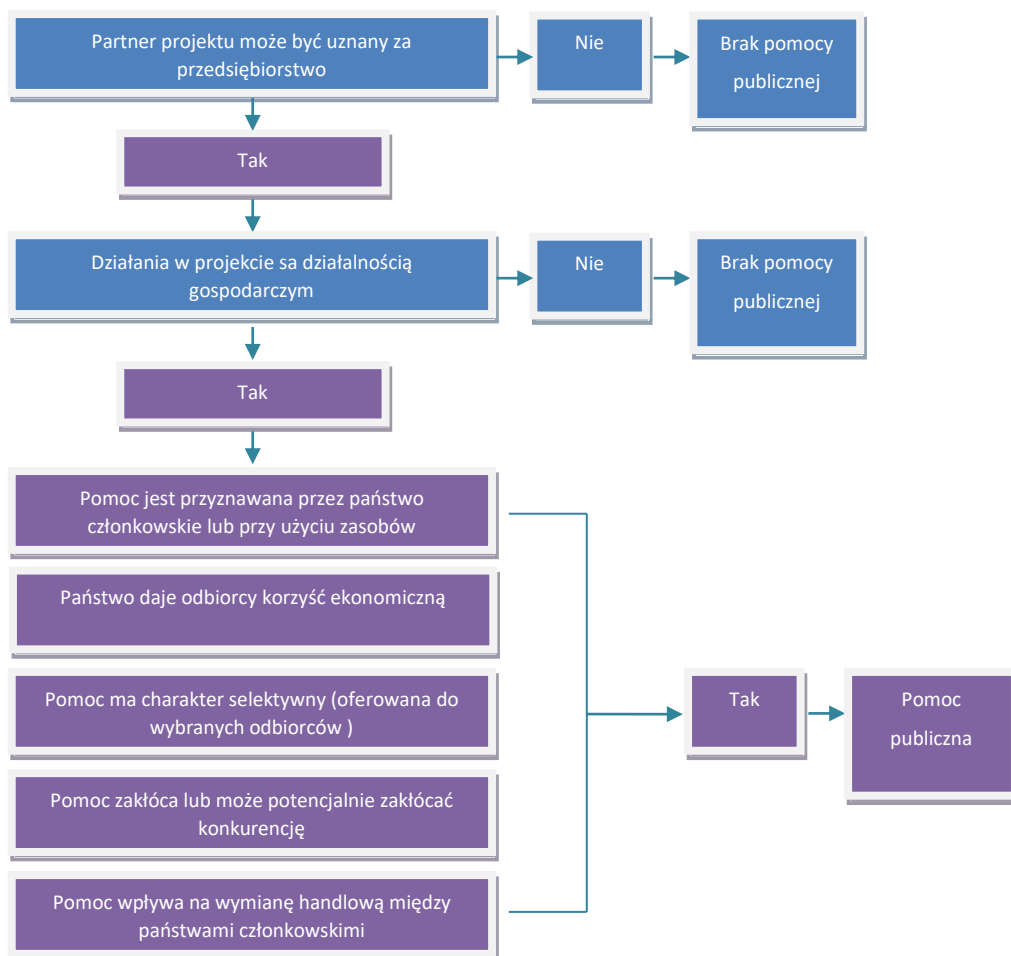 Partner projektu może być uznany za
przedsiębiorstwo
Nie
Brak pomocy
publicznej
Tak
Działania w projekcie sa działalnością
gospodarczym
Nie
Brak pomocy
publicznej
Tak
Pomoc jest przyznawana przez państwo
członkowskie lub przy użyciu zasobów
Państwo daje odbiorcy korzyść ekonomiczną
Pomoc ma charakter selektywny (oferowana do
wybranych odbiorców )
Tak
Pomoc
publiczna
Pomoc zakłóca lub może potencjalnie zakłócać
konkurencję
Pomoc wpływa na wymianę handlową między
państwami członkowskimi